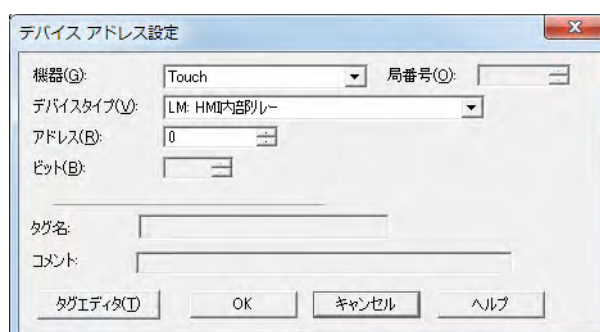 デバイス アドレス設定
機器(G): Touch 局番号(O):
デバイスタイプ(V): LM: HMI内部リレー
アドレス(R): 0
ビット(B):
タグ名:
コメント:
タグエディタ(T) OK キャンセル ヘルプ